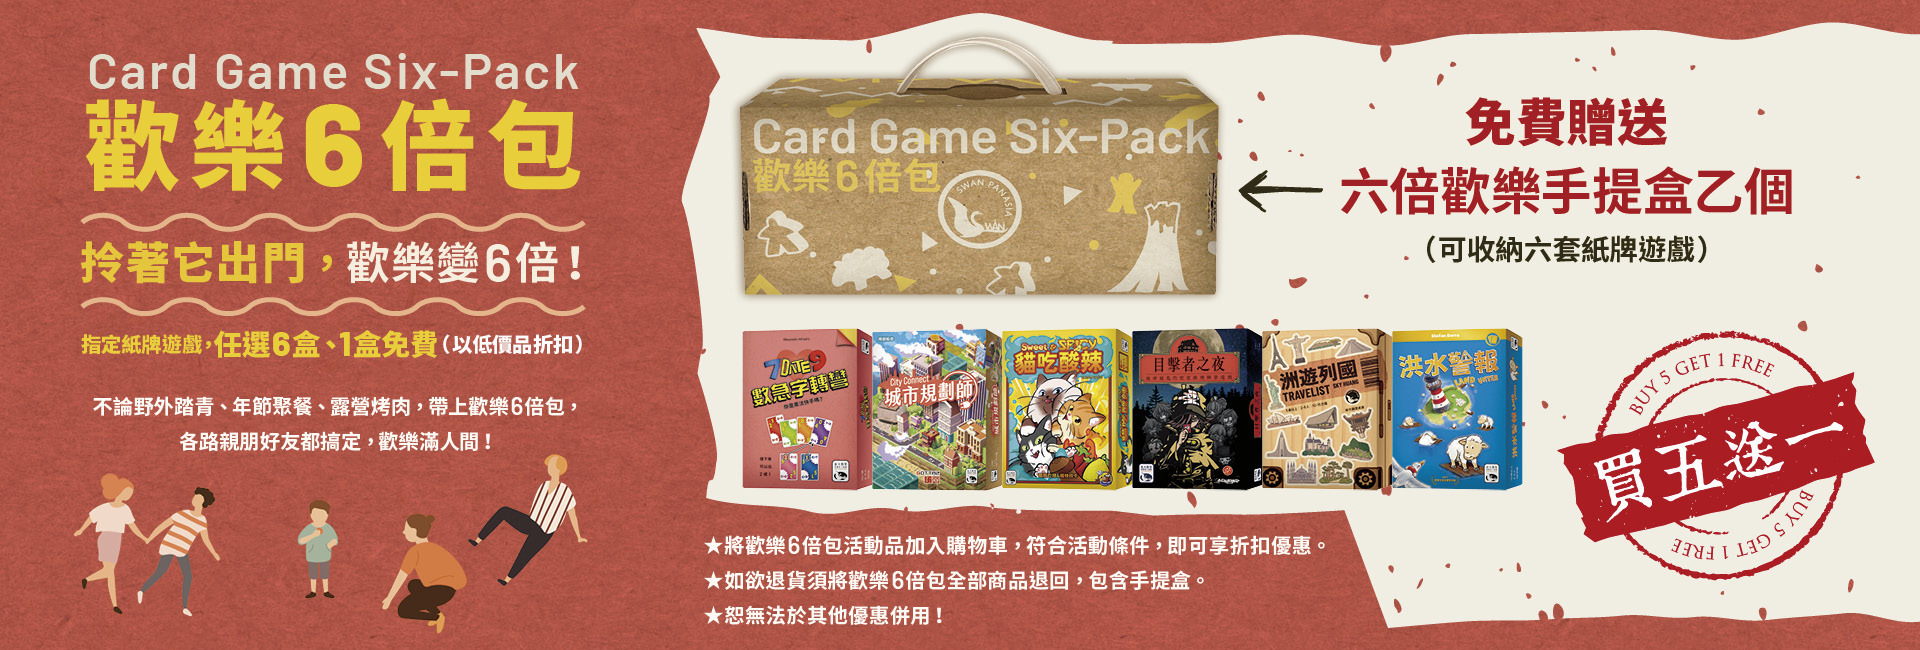 Card Game Six-Pack
歡樂6倍包
拎著它出門，歡樂變6倍！
指定紙牌遊戲，任選6盒、1盒免費（以低價品折扣）
不論野外踏青、年節聚餐、露營烤肉，帶上歡樂6倍包，
各路親朋好友都搞定，歡樂滿人間！
Card Game Six-Pack
歡樂6倍包
SWAN PANASIA
SWAN
免費贈送
六倍歡樂手提盒乙個
（可收納六套紙牌遊戲）
7 DATE 9
數急字轉彎
City Connect
城市規劃師
Sweet & SPICY
貓吃酸辣
目擊者之夜
洲遊列國
TRAVELIST
SKY HUANG
洪水警報
LAND UNTER
BUY 5 GET 1 FREE
買五送一
BUY 5 GET 1 FREE
★將歡樂6倍包活動品加入購物車，符合活動條件，即可享折扣優惠。
★如欲退貨須將歡樂6倍包全部商品退回，包含手提盒。
★恕無法於其他優惠併用！